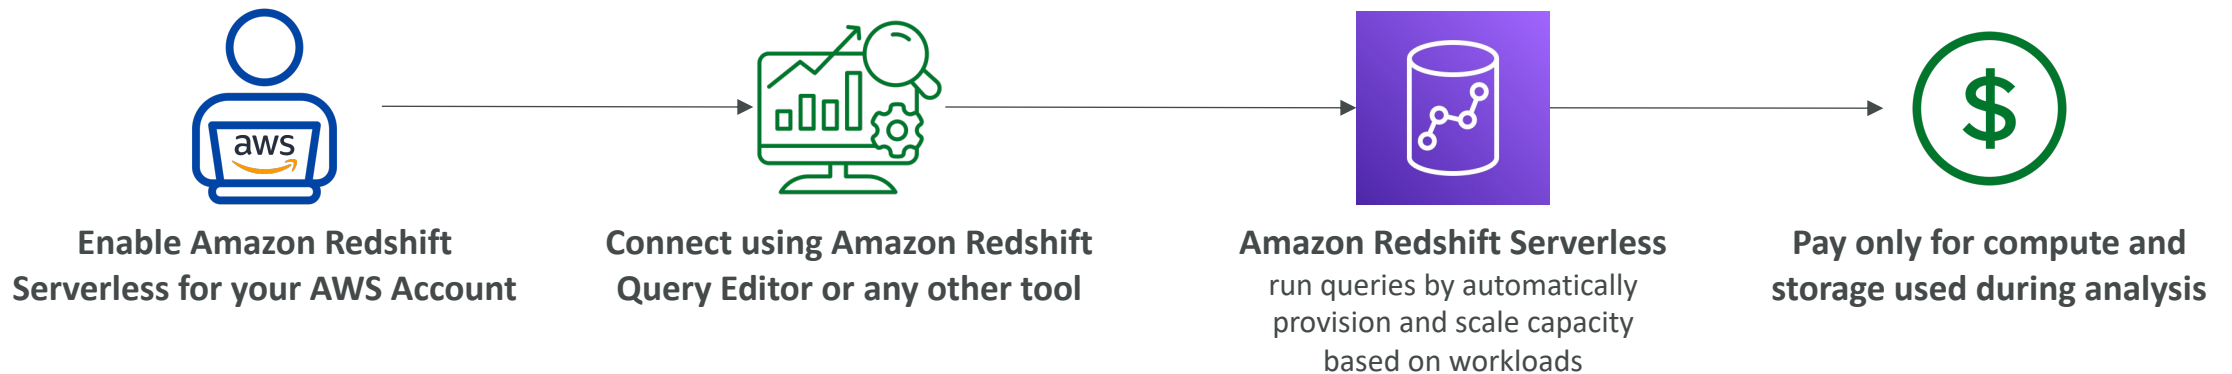 aws
Enable Amazon Redshift
Serverless for your AWS Account
Connect using Amazon Redshift
Query Editor or any other tool
Amazon Redshift Serverless
run queries by automatically
provision and scale capacity
based on workloads
$
Pay only for compute and
storage used during analysis